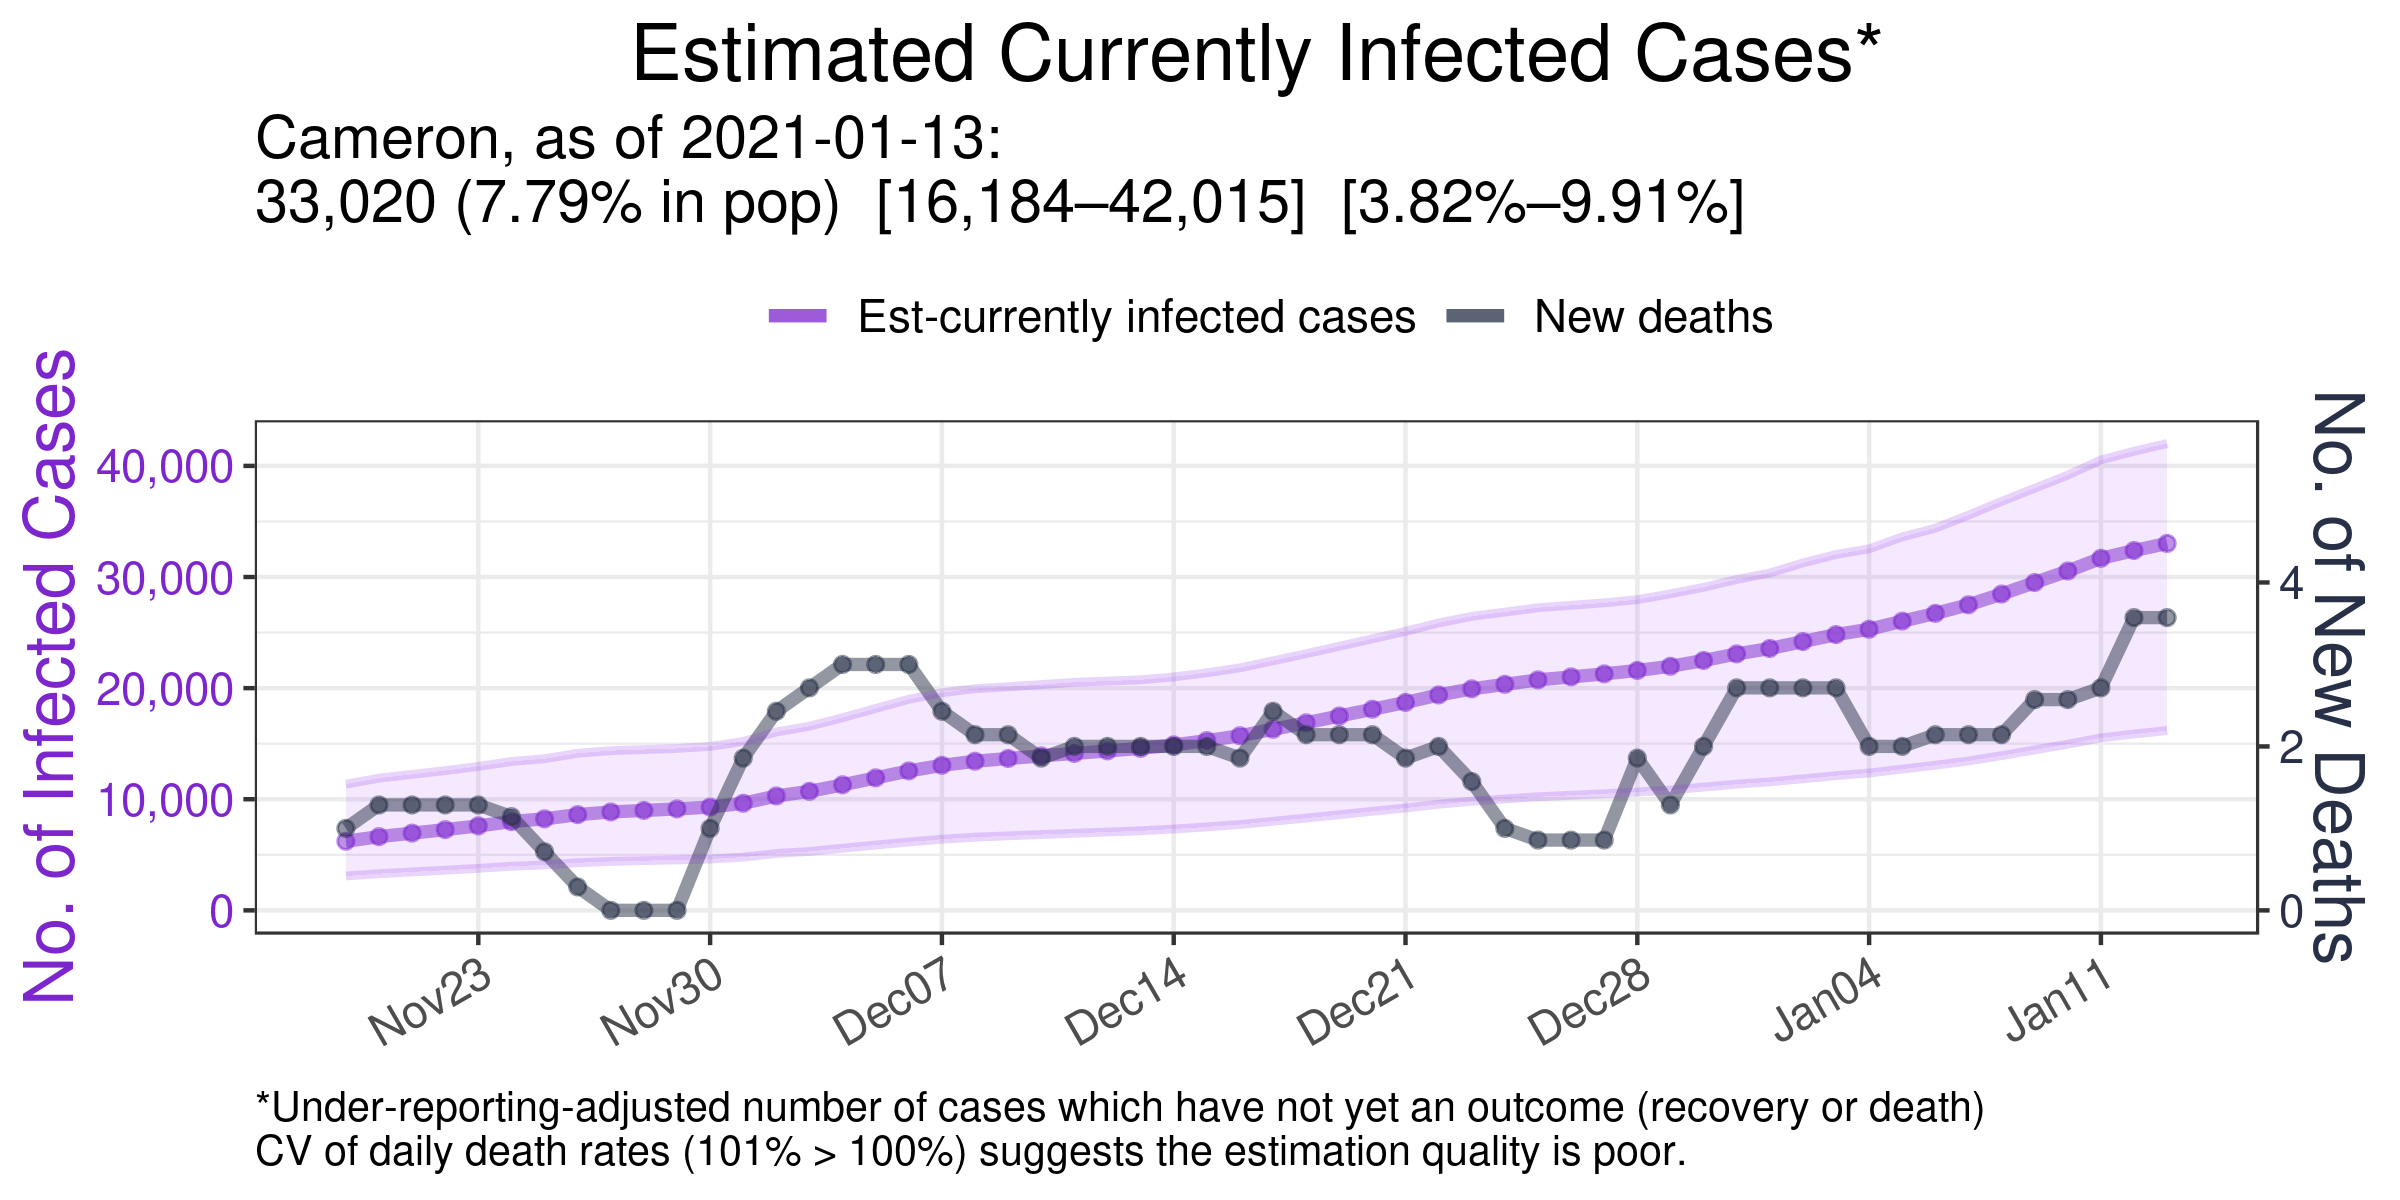 Estimated Currently Infected Cases*
Cameron, as of 2021-01-13:
33,020 (7.79% in pop)  [16,184–42,015]  [3.82%–9.91%]
Est-currently infected cases
New deaths
No. of Infected Cases
40,000
30,000
20,000
10,000
0
No. of New Deaths
4
2
0
Nov23
Nov30
Dec07
Dec14
Dec21
Dec28
Jan04
Jan11
*Under-reporting-adjusted number of cases which have not yet an outcome (recovery or death)
CV of daily death rates (101% > 100%) suggests the estimation quality is poor.